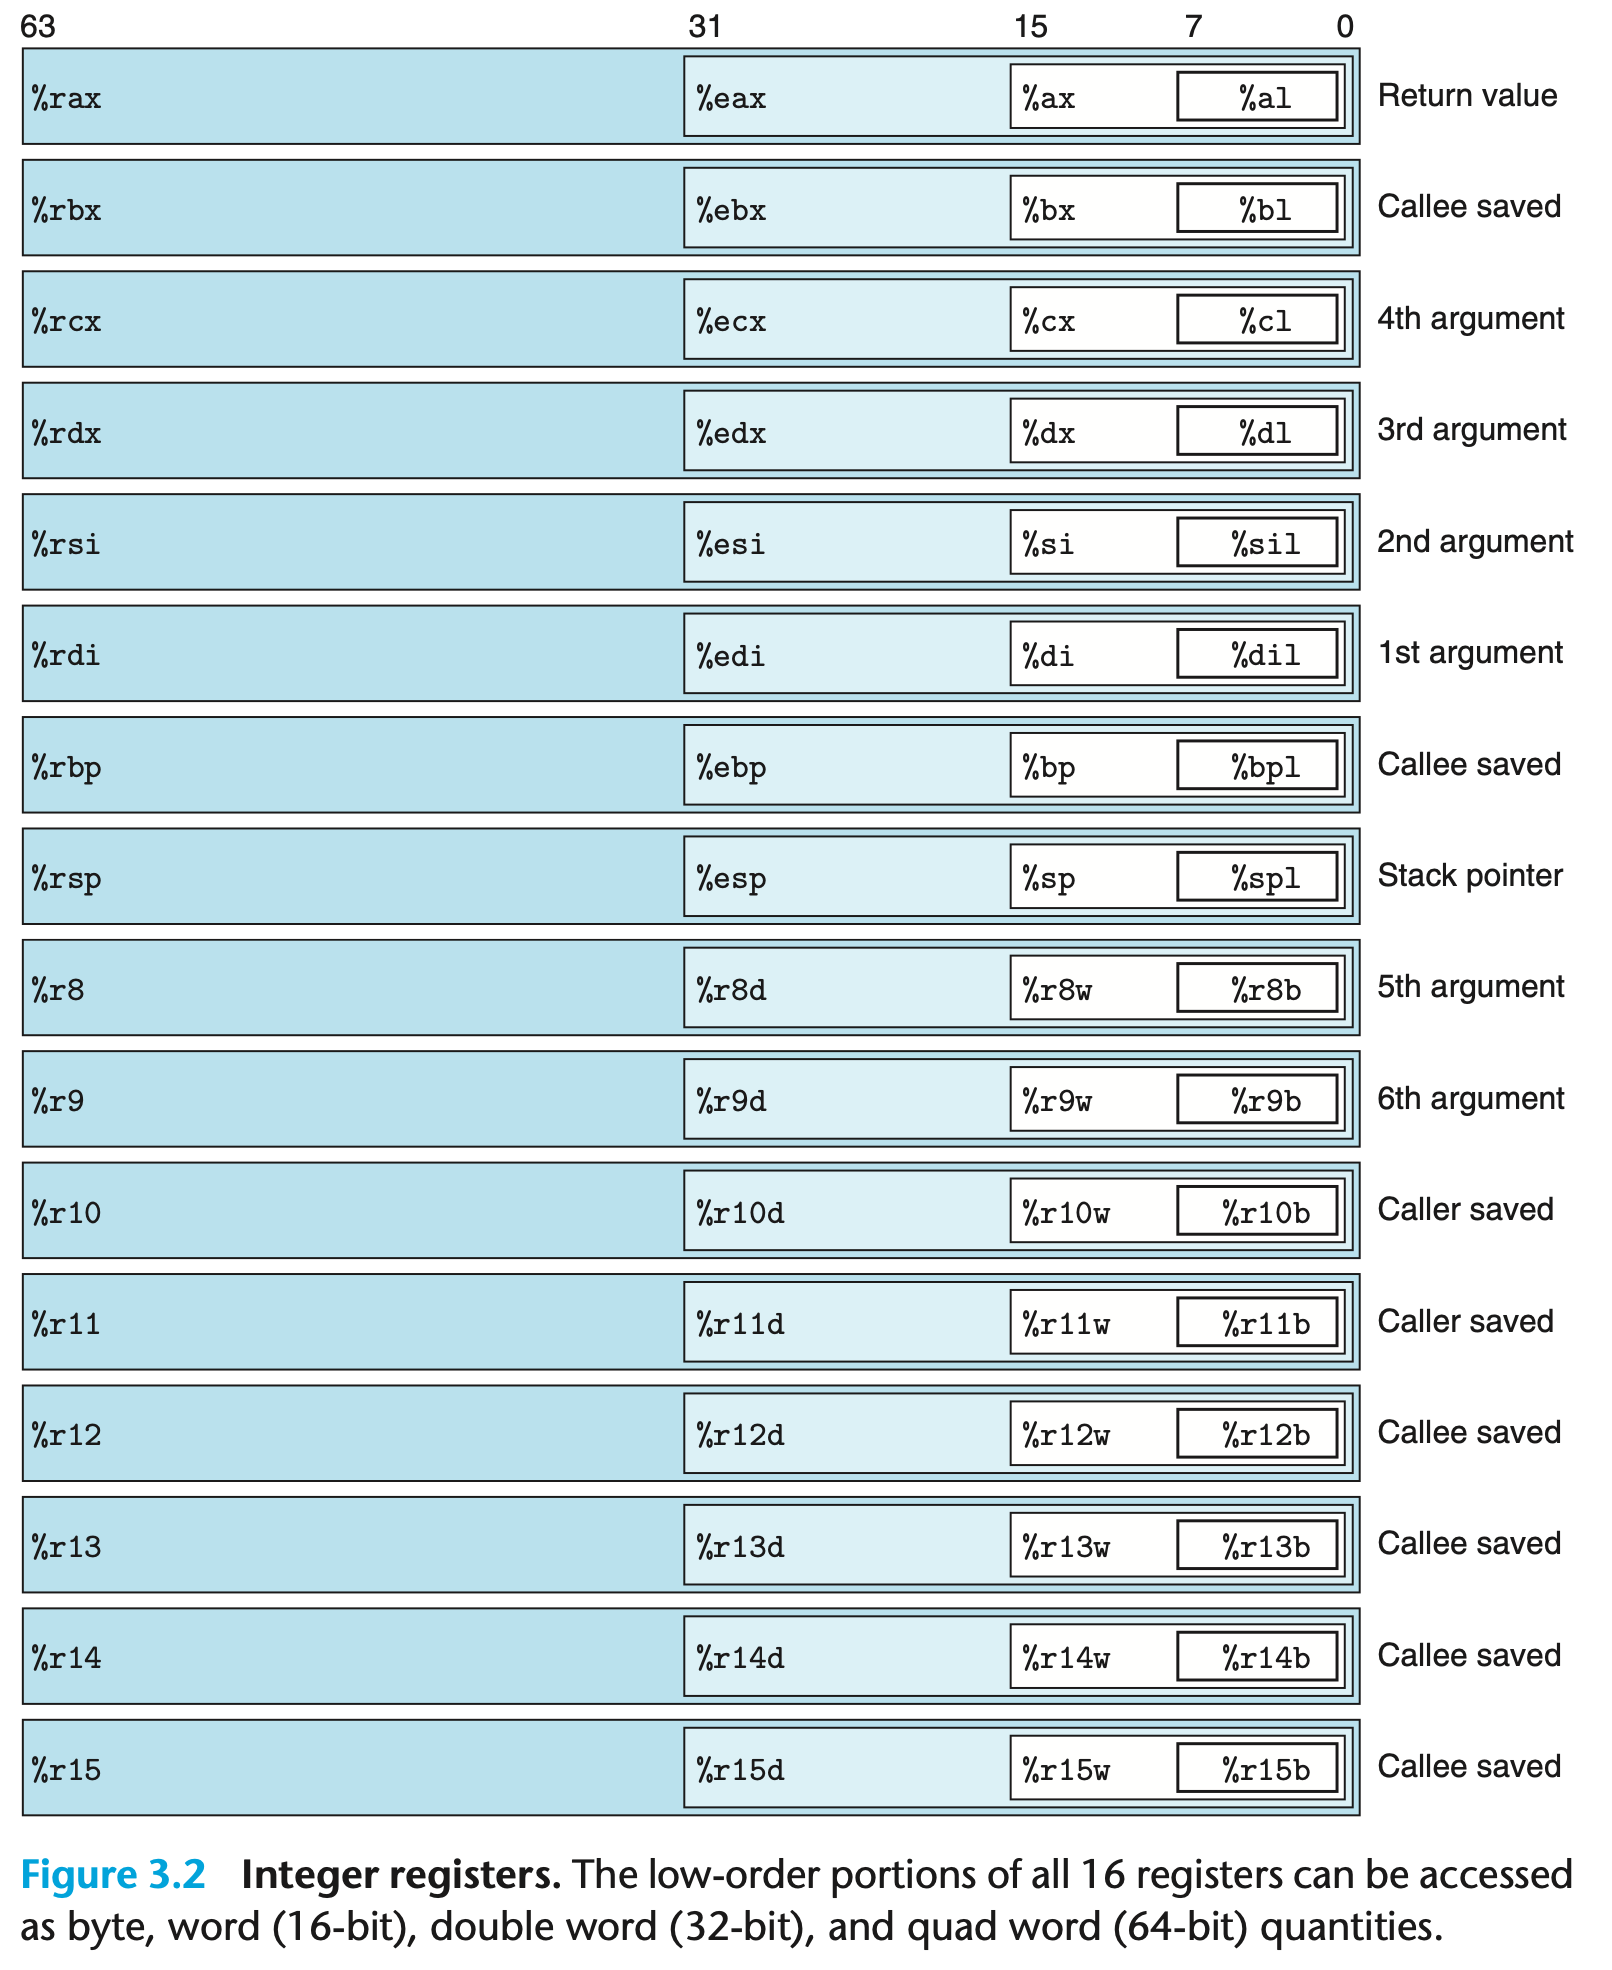 63 31 15 7 0
%rax %eax %ax %al Return value
%rbx %ebx %bx %bl Callee saved
%rcx %ecx %cx %cl 4th argument
%rdx %edx %dx %dl 3rd argument
%rsi %esi %si %sil 2nd argument
%rdi %edi %di %dil 1st argument
%rbp %ebp %bp %bpl Callee saved
%rsp %esp %sp %spl Stack pointer
%r8 %r8d %r8w %r8b 5th argument
%r9 %r9d %r9w %r9b 6th argument
%r10 %r10d %r10w %r10b Caller saved
%r11 %r11d %r11w %r11b Caller saved
%r12 %r12d %r12w %r12b Callee saved
%r13 %r13d %r13w %r13b Callee saved
%r14 %r14d %r14w %r14b Callee saved
%r15 %r15d %r15w %r15b Callee saved
Figure 3.2 Integer registers. The low-order portions of all 16 registers can be accessed
as byte, word (16-bit), double word (32-bit), and quad word (64-bit) quantities.